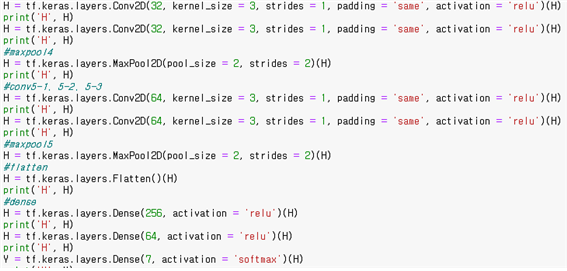 H = tf.keras.layers.Conv2D(32, kernel_size = 3, strides = 1, padding = 'same', activation = 'relu')(H)
print('H', H)
H = tf.keras.layers.Conv2D(32, kernel_size = 3, strides = 1, padding = 'same', activation = 'relu')(H)
print('H', H)
#maxpool4
H = tf.keras.layers.MaxPool2D(pool_size = 2, strides = 2)(H)
#conv5-1, 5-2, 5-3
H = tf.keras.layers.Conv2D(64, kernel_size = 3, strides = 1, padding = 'same', activation = 'relu')(H)
print('H', H)
H = tf.keras.layers.Conv2D(64, kernel_size = 3, strides = 1, padding = 'same', activation = 'relu')(H)
print('H', H)
#maxpool5
H = tf.keras.layers.MaxPool2D(pool_size = 2, strides = 2)(H)
#flatten
H = tf.keras.layers.Flatten()(H)
print('H', H)
#dense
H = tf.keras.layers.Dense(256, activation = 'relu')(H)
print('H', H)
H = tf.keras.layers.Dense(64, activation = 'relu')(H)
print('H', H)
Y = tf.keras.layers.Dense(7, activation = 'softmax')(H)